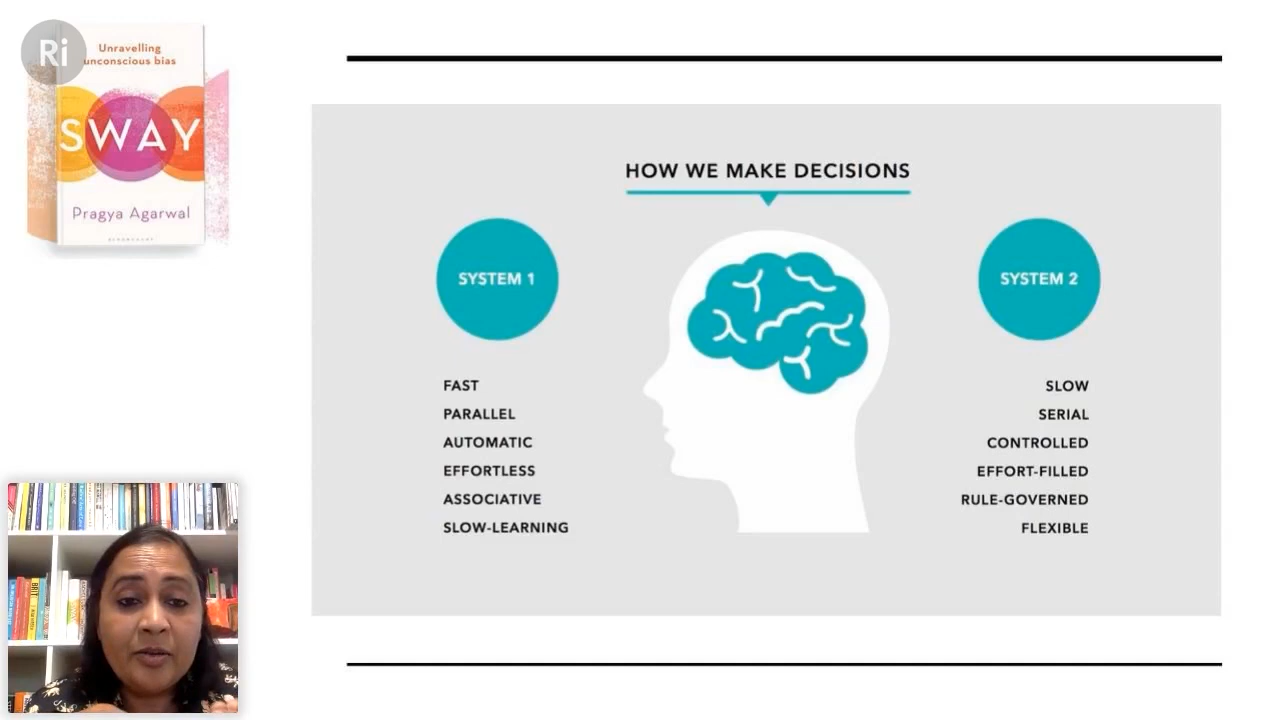 Ri
Unravelling
unconscious bias
SWAY
Pragya Agarwal
HOW WE MAKE DECISIONS
SYSTEM 1
FAST
PARALLEL
AUTOMATIC
EFFORTLESS
ASSOCIATIVE
SLOW-LEARNING
SYSTEM 2
SLOW
SERIAL
CONTROLLED
EFFORT-FILLED
RULE-GOVERNED
FLEXIBLE
BRIT